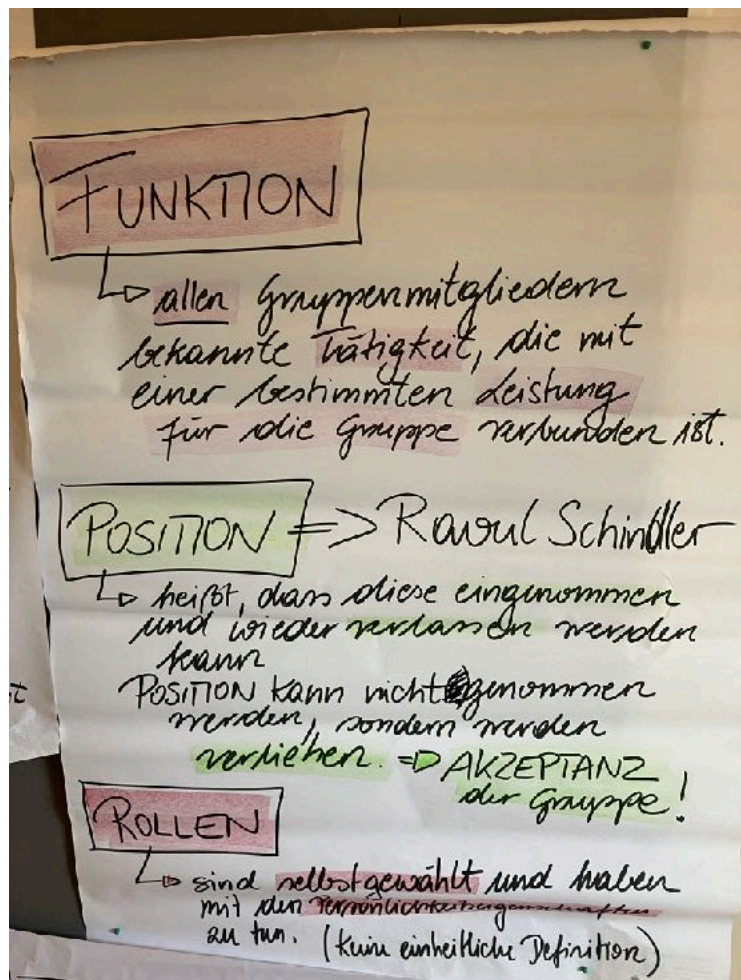 FUNKTION
allen Gruppenmitgliedern
bekannte Tätigkeit, die mit
einer bestimmten Leistung
für die Gruppe verbunden ist.
POSITION => Raoul Schindler
heißt, dass diese eingenommen
und wieder verlassen werden
kann
POSITION kann nicht genommen
werden, sondern werden
verliehen. => AKZEPTANZ
der Gruppe!
ROLLEN
sind selbstgewählt und haben
mit den Persönlichkeitseigenschaften
zu tun. (Keine einheitliche Definition)